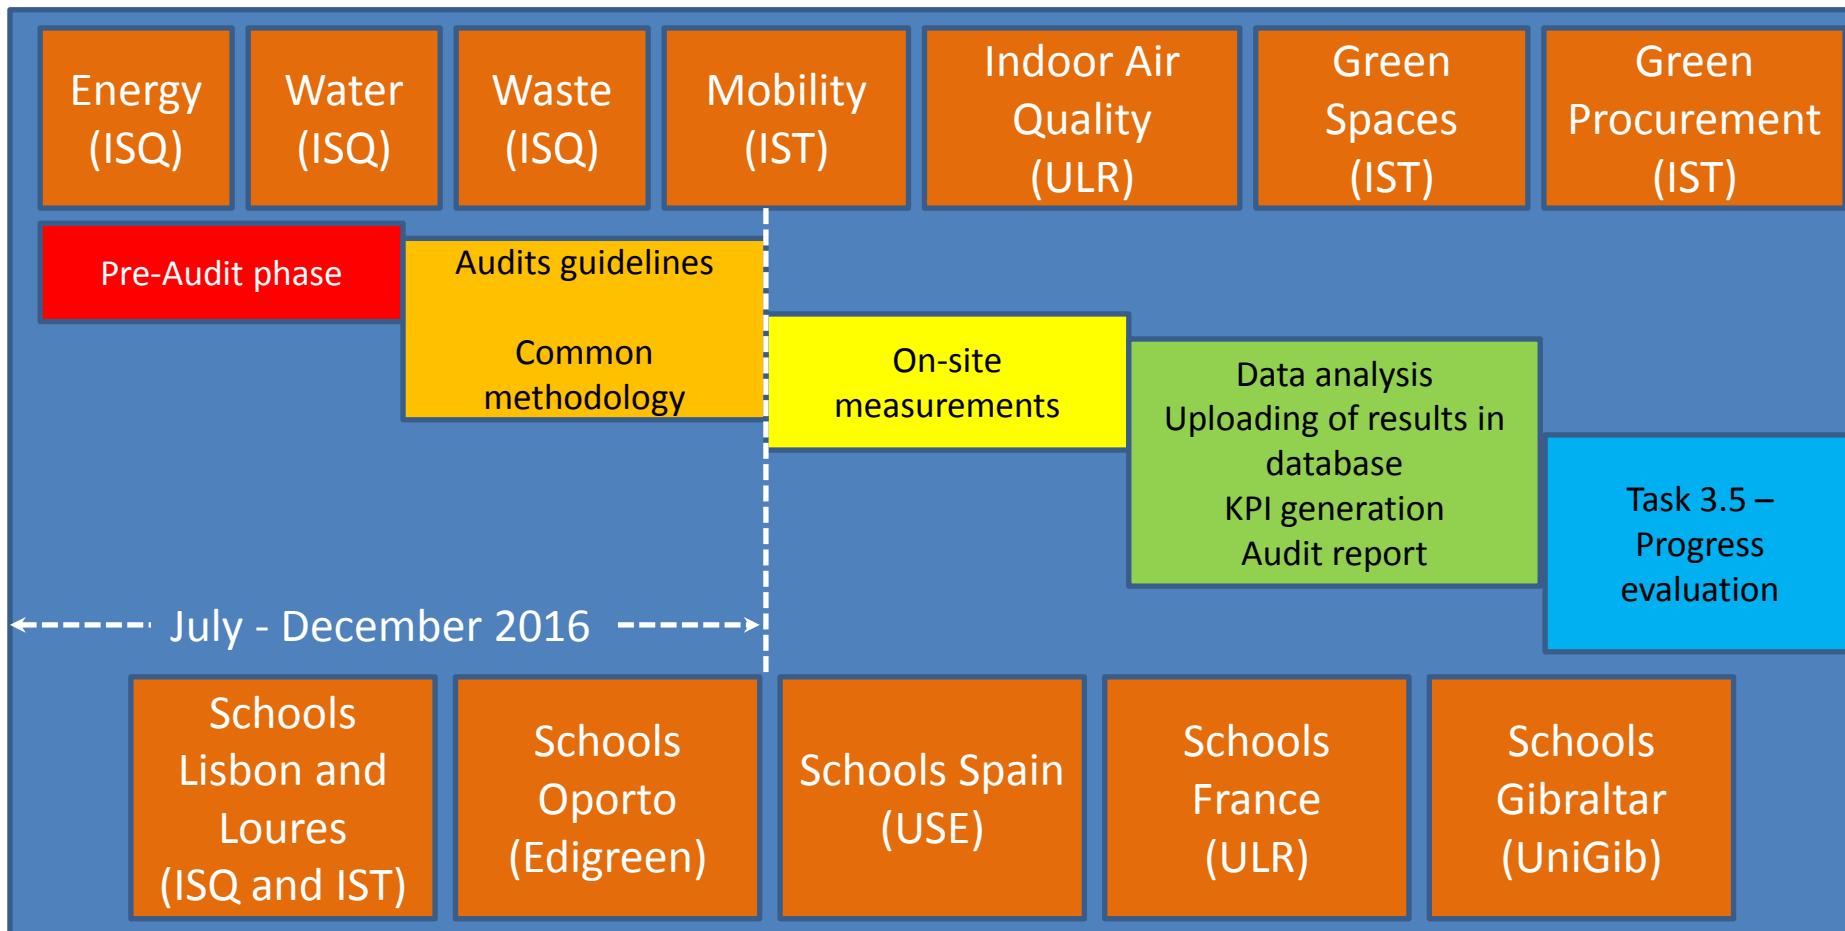 Energy
(ISQ)
Water
(ISQ)
Waste
(ISQ)
Mobility
(IST)
Indoor Air
Quality
(ULR)
Green
Spaces
(IST)
Green
Procurement
(IST)
Pre-Audit phase
Audits guidelines
Common
methodology
On-site
measurements
Data analysis
Uploading of results in
database
KPI generation
Audit report
Task 3.5 –
Progress
evaluation
July - December 2016
Schools
Lisbon and
Loures
(ISQ and IST)
Schools
Oporto
(Edigreen)
Schools Spain
(USE)
Schools
France
(ULR)
Schools
Gibraltar
(UniGib)